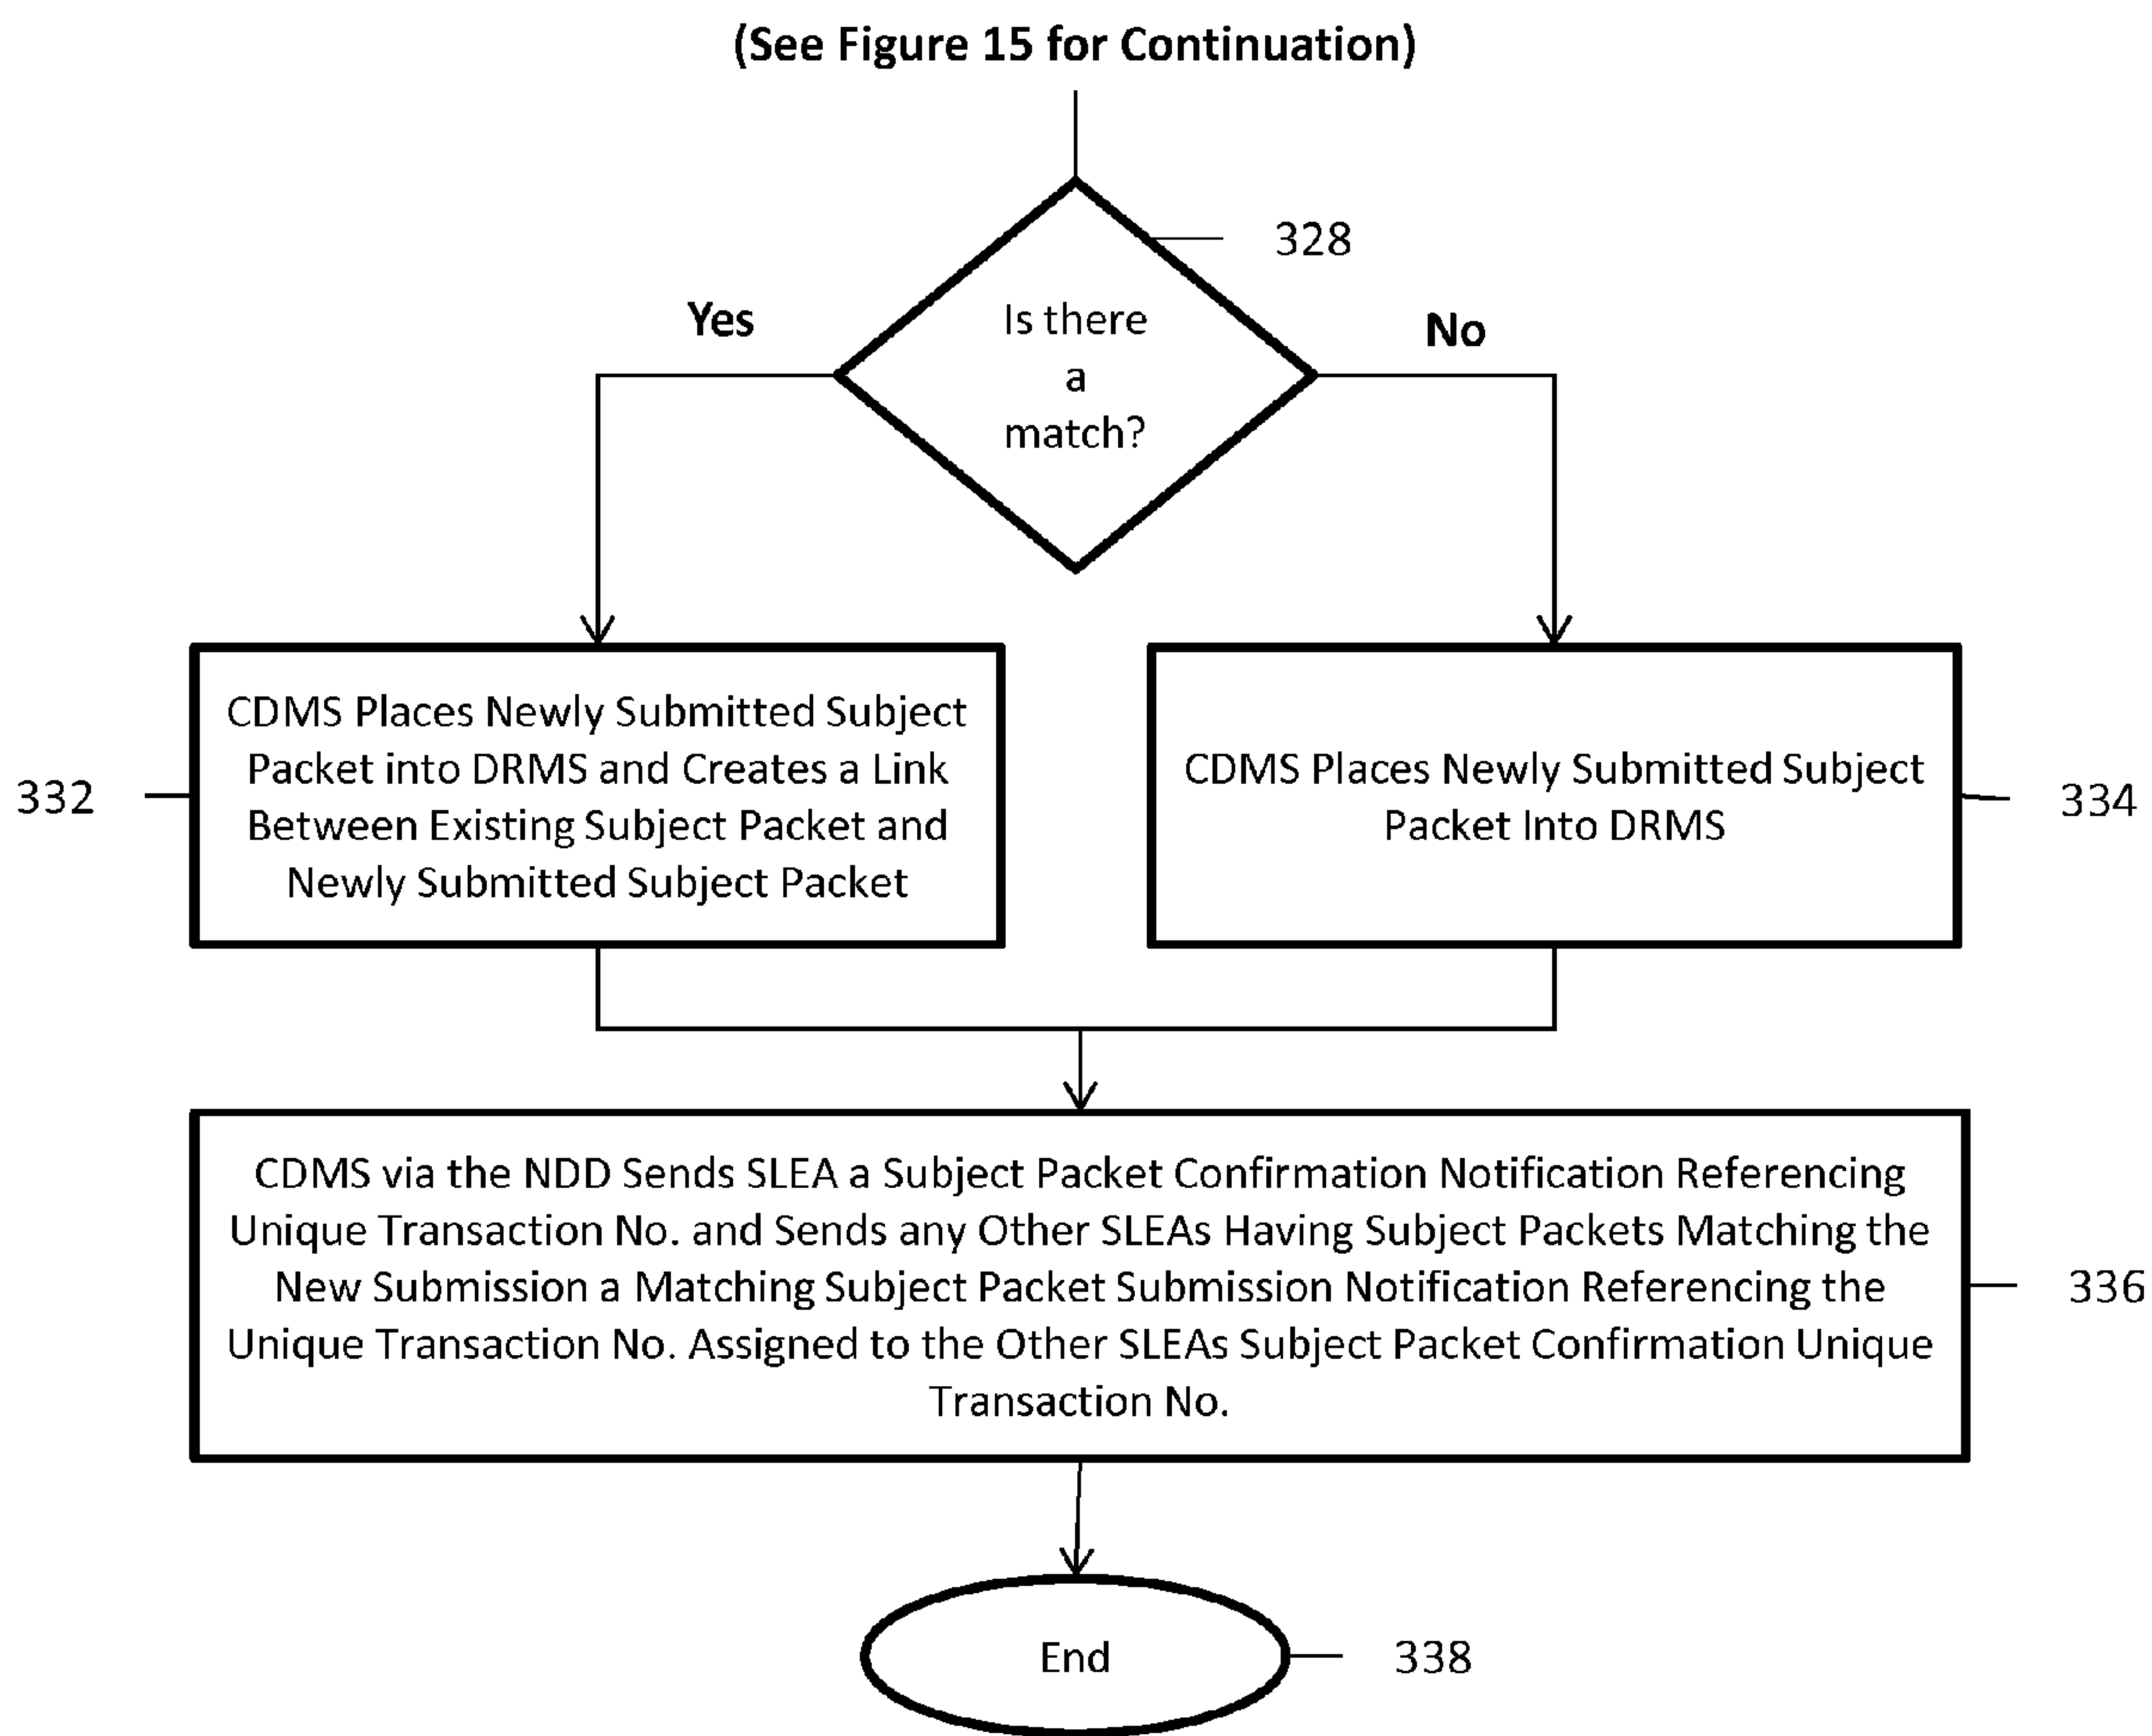 (See Figure 15 for Continuation)
328
Is there
a
match?
Yes
No
CDMS Places Newly Submitted Subject
Packet into DRMS and Creates a Link
Between Existing Subject Packet and
Newly Submitted Subject Packet
332
CDMS Places Newly Submitted Subject
Packet Into DRMS
334
CDMS via the NDD Sends SLEA a Subject Packet Confirmation Notification Referencing
Unique Transaction No. and Sends any Other SLEAs Having Subject Packets Matching the
New Submission a Matching Subject Packet Submission Notification Referencing the
Unique Transaction No. Assigned to the Other SLEAs Subject Packet Confirmation Unique
Transaction No.
336
End
338